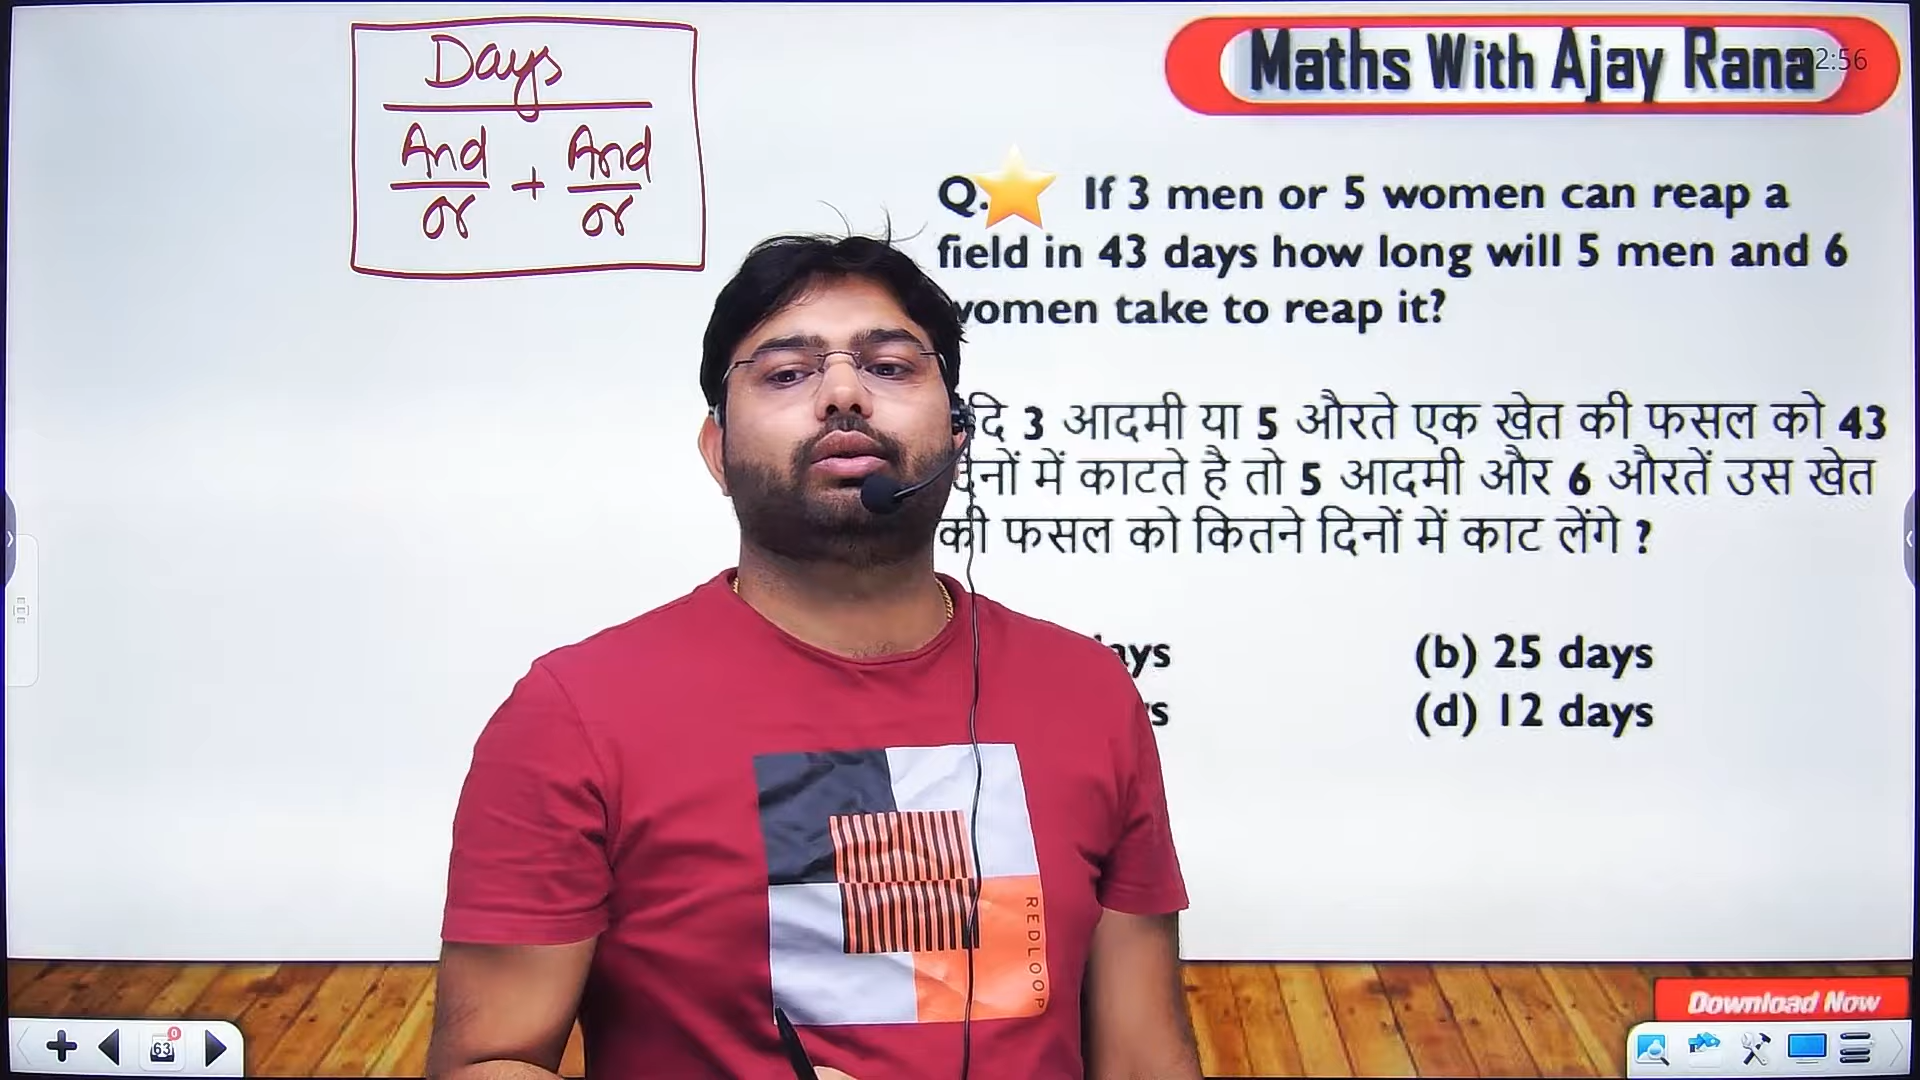 Days
And + And
or or
Maths With Ajay Rana
2:56
Q. If 3 men or 5 women can reap a
field in 43 days how long will 5 men and 6
women take to reap it?
3 आदमी या 5 औरते एक खेत की फसल को 43
में काटते है तो 5 आदमी और 6 औरतें उस खेत
की फसल को कितने दिनों में काट लेंगे ?
(b) 25 days
(d) 12 days
REDLOOP
Download Now
0
63